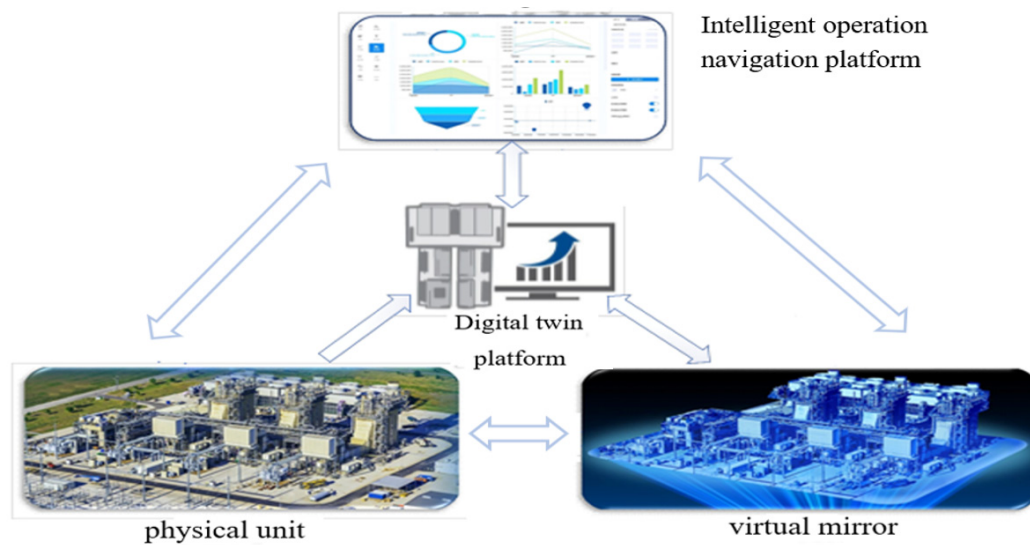 Intelligent operation
navigation platform
Digital twin
platform
physical unit
virtual mirror